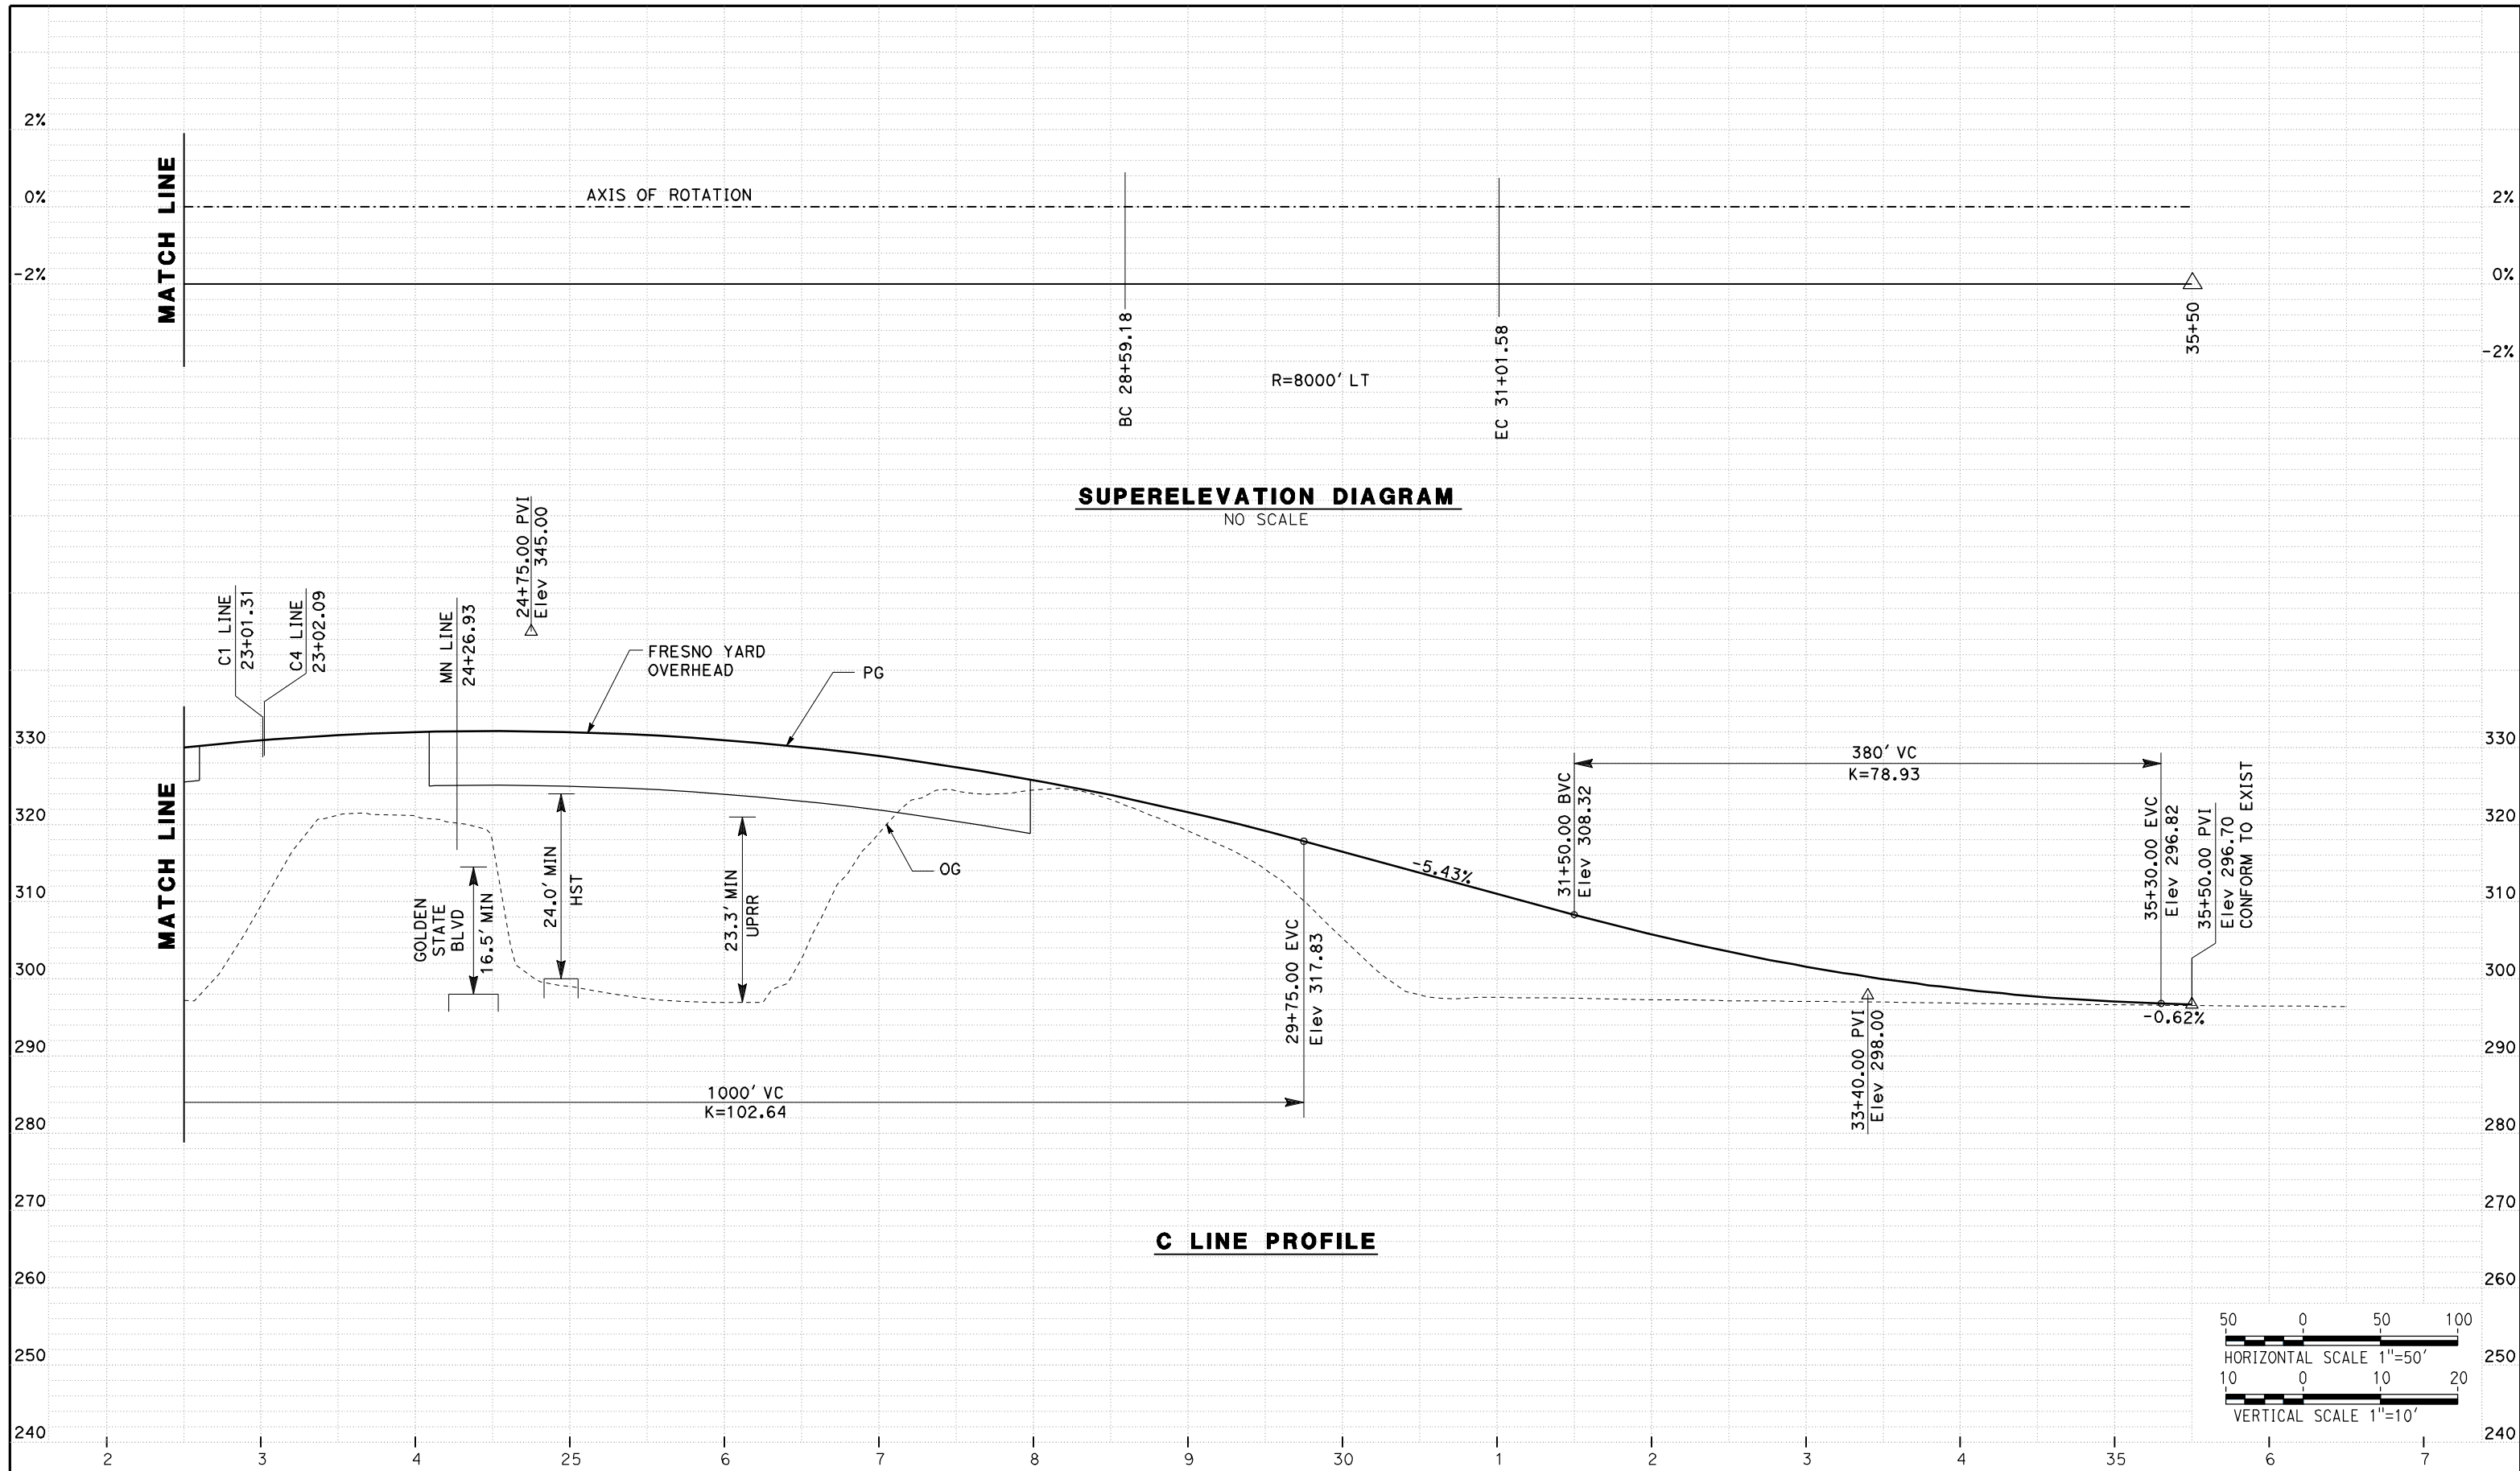 2%
0%
-2%
MATCH LINE
AXIS OF ROTATION
2%
0%
-2%
BC 28+59.18
R=8000' LT
EC 31+01.58
35+50
SUPERELEVATION DIAGRAM
NO SCALE
C1 LINE
23+01.31
C4 LINE
23+02.09
MN LINE
24+26.93
24+75.00 PVI
Elev 345.00
FRESNO YARD
OVERHEAD
PG
OG
MATCH LINE
GOLDEN
STATE
BLVD
16.5' MIN
24.0' MIN
HST
23.3' MIN
UPRR
1000' VC
K=102.64
29+75.00 EVC
Elev 317.83
-5.43%
31+50.00 BVC
Elev 308.32
380' VC
K=78.93
33+40.00 PVI
Elev 298.00
35+30.00 EVC
Elev 296.82
35+50.00 PVI
Elev 296.70
CONFORM TO EXIST
-0.62%
330
320
310
300
290
280
270
260
250
240
330
320
310
300
290
280
270
260
250
240
C LINE PROFILE
50 0 50 100
HORIZONTAL SCALE 1"=50'
10 0 10 20
VERTICAL SCALE 1"=10'
2 3 4 25 6 7 8 9 30 1 2 3 4 35 6 7